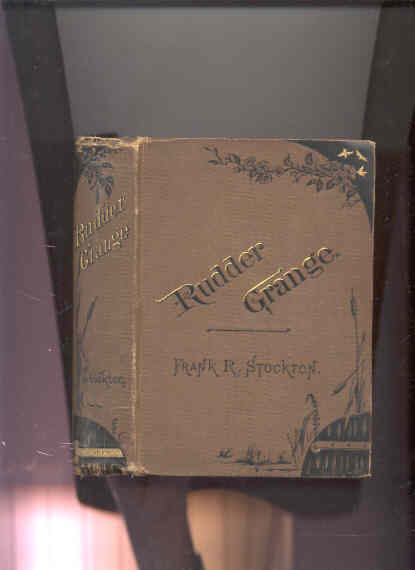 Rudder
Grange
Stockton.
Rudder
Grange.
Frank R. Stockton.